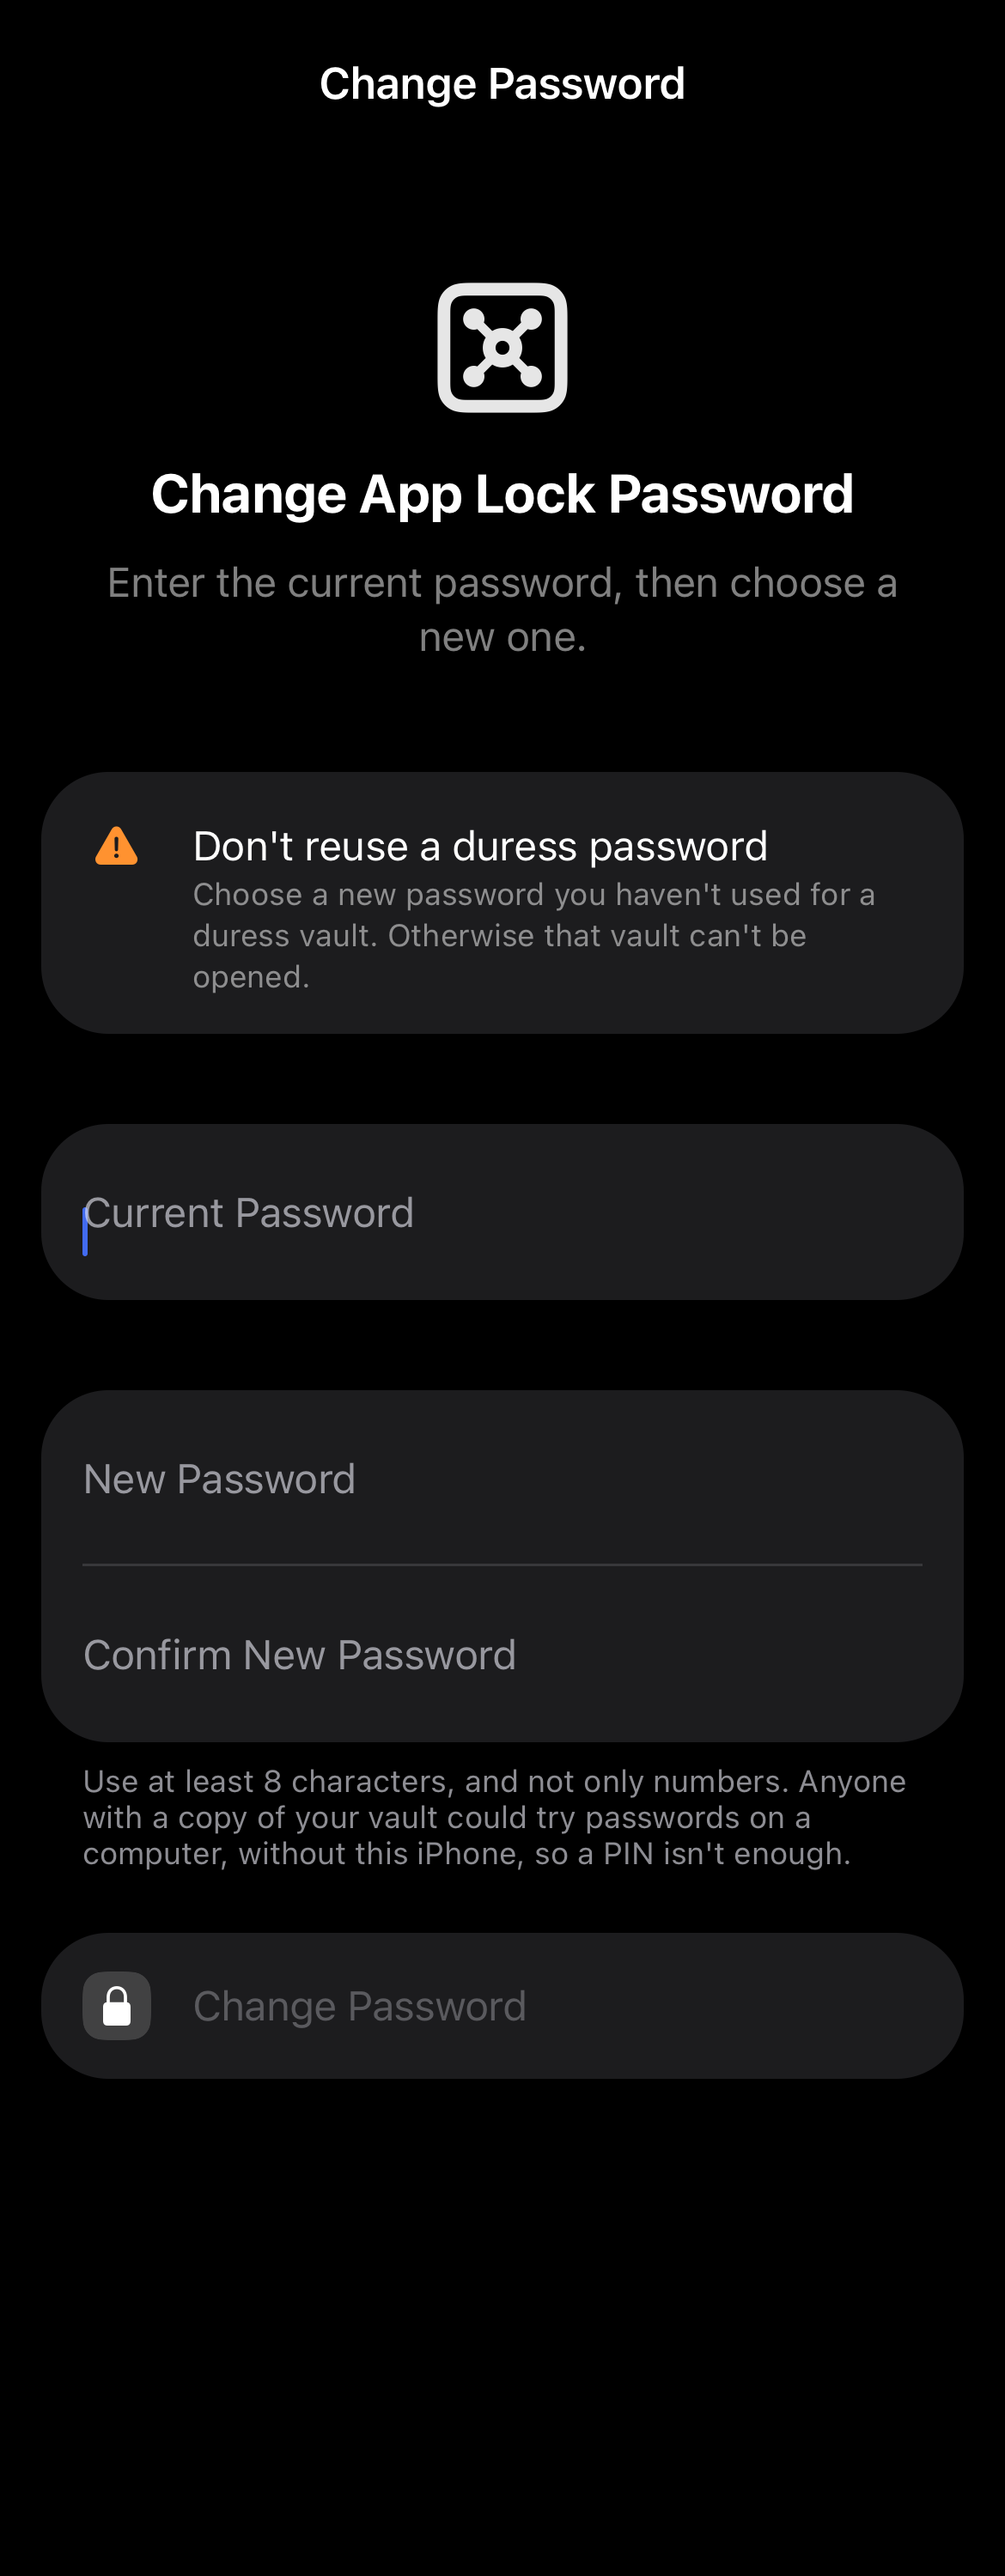 Change Password
Change App Lock Password
Enter the current password, then choose a
new one.
Don't reuse a duress password
Choose a new password you haven't used for a
duress vault. Otherwise that vault can't be
opened.
Current Password
New Password
Confirm New Password
Use at least 8 characters, and not only numbers. Anyone
with a copy of your vault could try passwords on a
computer, without this iPhone, so a PIN isn't enough.
Change Password